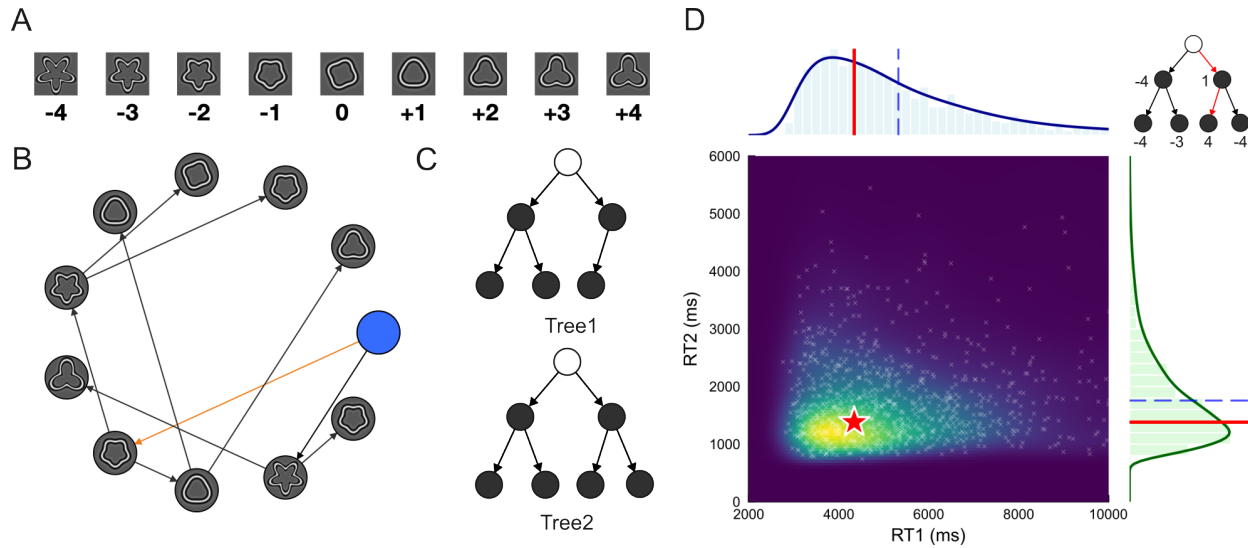 A
-4 -3 -2 -1 0 +1 +2 +3 +4
B
C
Tree1
Tree2
D
-4 1
-4 -3 4 -4
6000
5000
4000
3000
2000
1000
0
RT2 (ms)
2000 4000 6000 8000 10000
RT1 (ms)